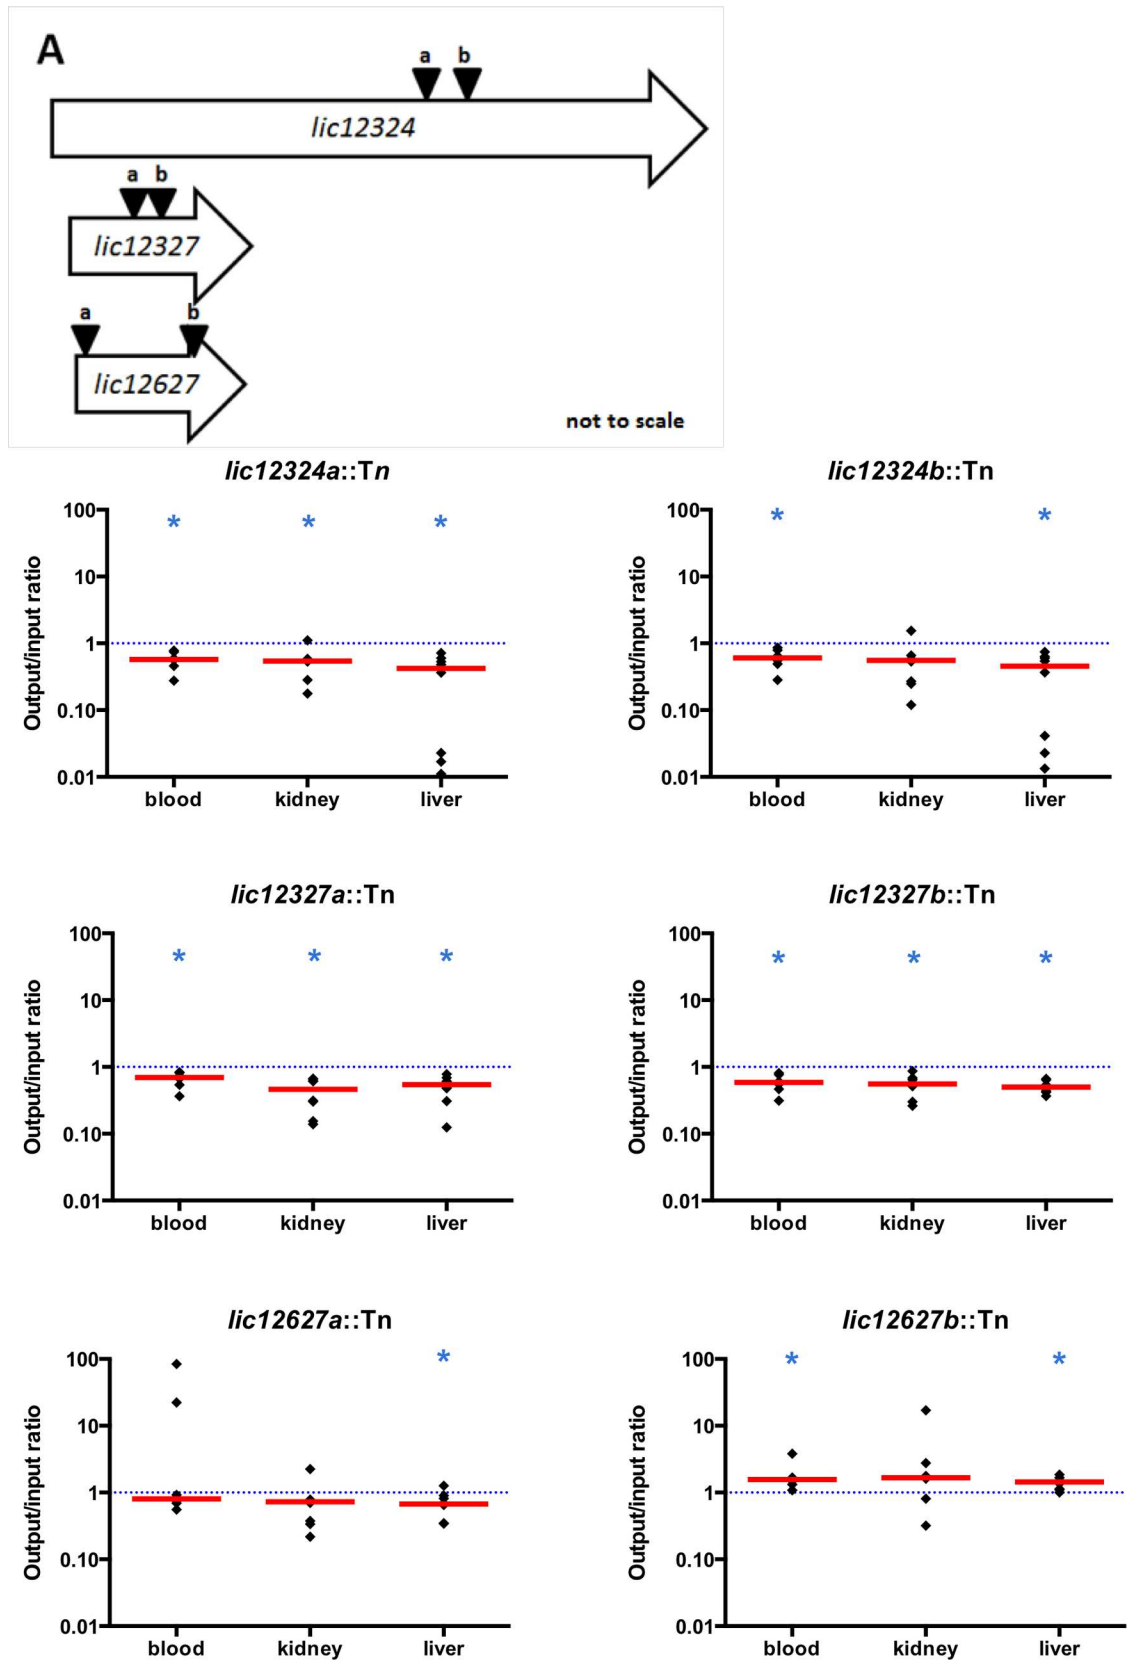 A
a b
lic12324
a b
lic12327
a b
lic12627
not to scale
lic12324a::Tn
Output/input ratio
100
10
1
0.10
0.01
* * *
blood kidney liver
lic12324b::Tn
Output/input ratio
100
10
1
0.10
0.01
* *
blood kidney liver
lic12327a::Tn
Output/input ratio
100
10
1
0.10
0.01
* * *
blood kidney liver
lic12327b::Tn
Output/input ratio
100
10
1
0.10
0.01
* * *
blood kidney liver
lic12627a::Tn
Output/input ratio
100
10
1
0.10
0.01
*
blood kidney liver
lic12627b::Tn
Output/input ratio
100
10
1
0.10
0.01
* *
blood kidney liver